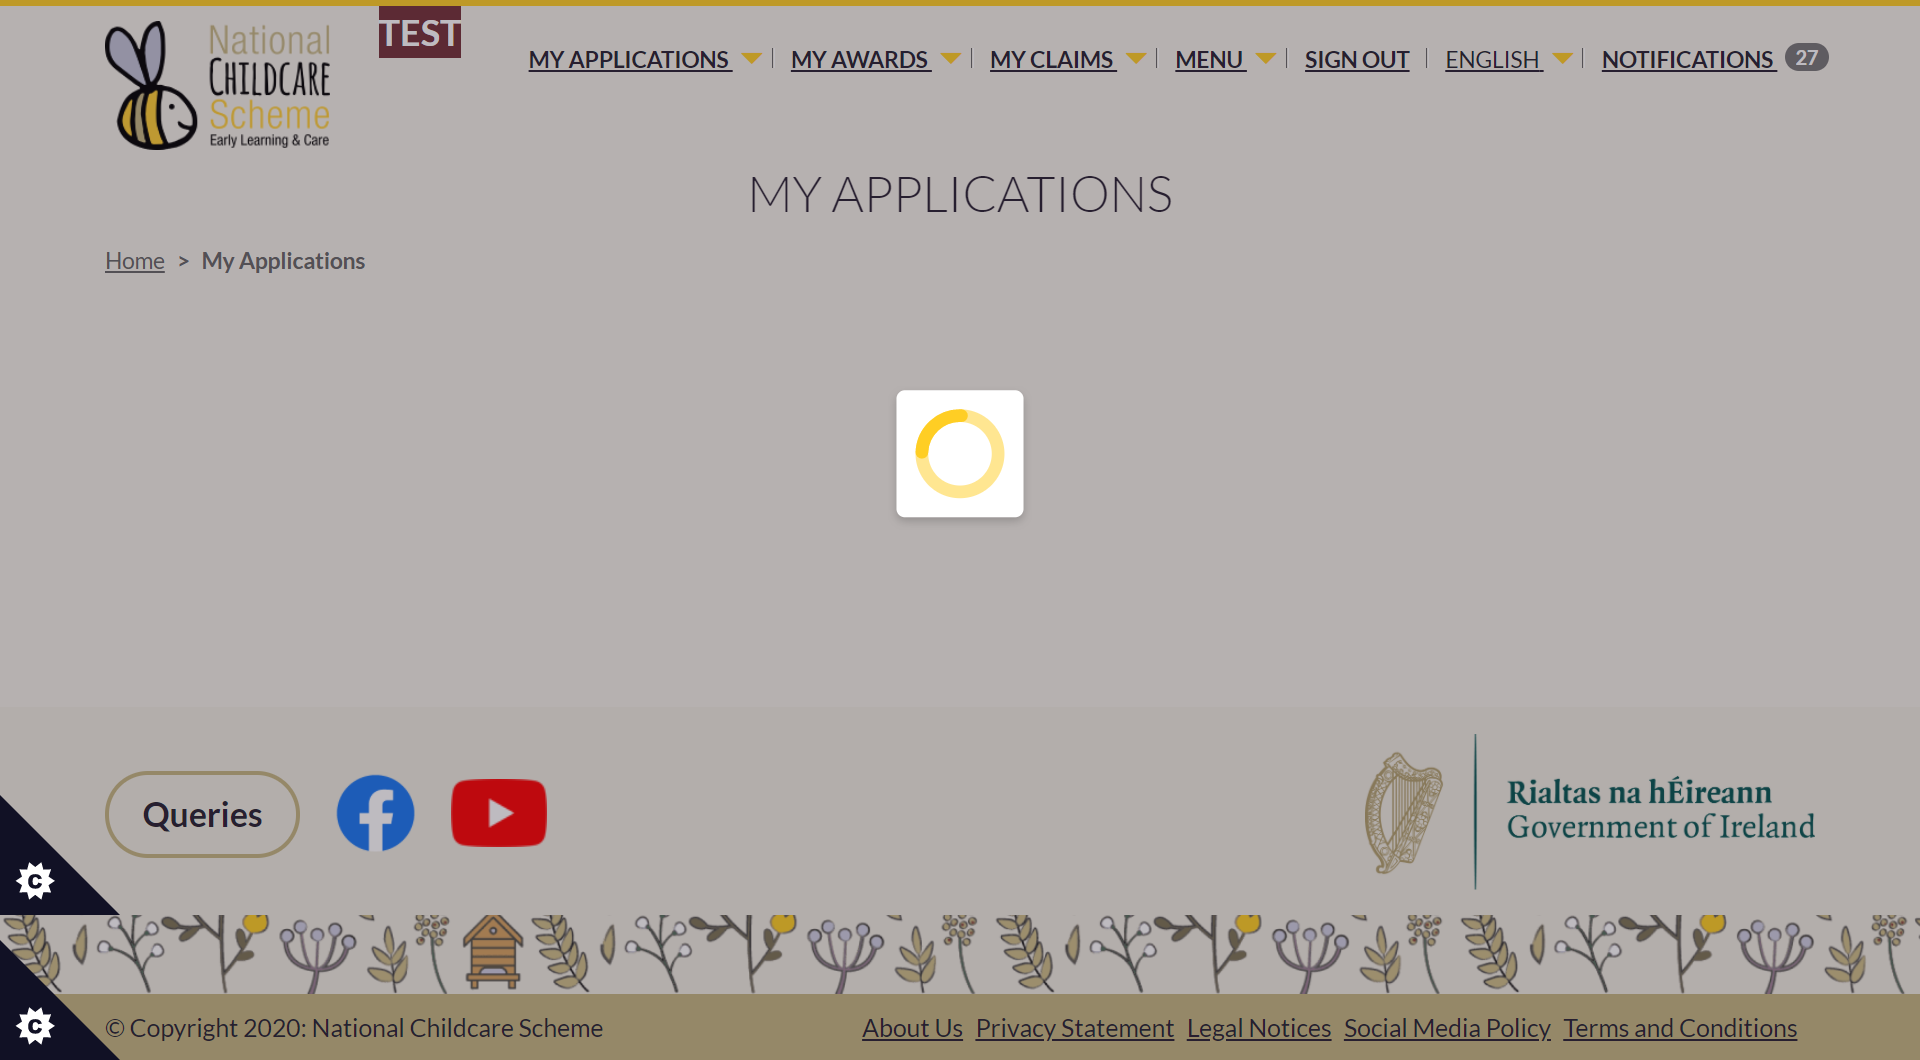 National
CHILDCARE
Scheme
Early Learning & Care
TEST
MY APPLICATIONS
MY AWARDS
MY CLAIMS
MENU
SIGN OUT
ENGLISH
NOTIFICATIONS 27
MY APPLICATIONS
Home > My Applications
Queries
Rialtas na hÉireann
Government of Ireland
C
C
© Copyright 2020: National Childcare Scheme
About Us Privacy Statement Legal Notices Social Media Policy Terms and Conditions